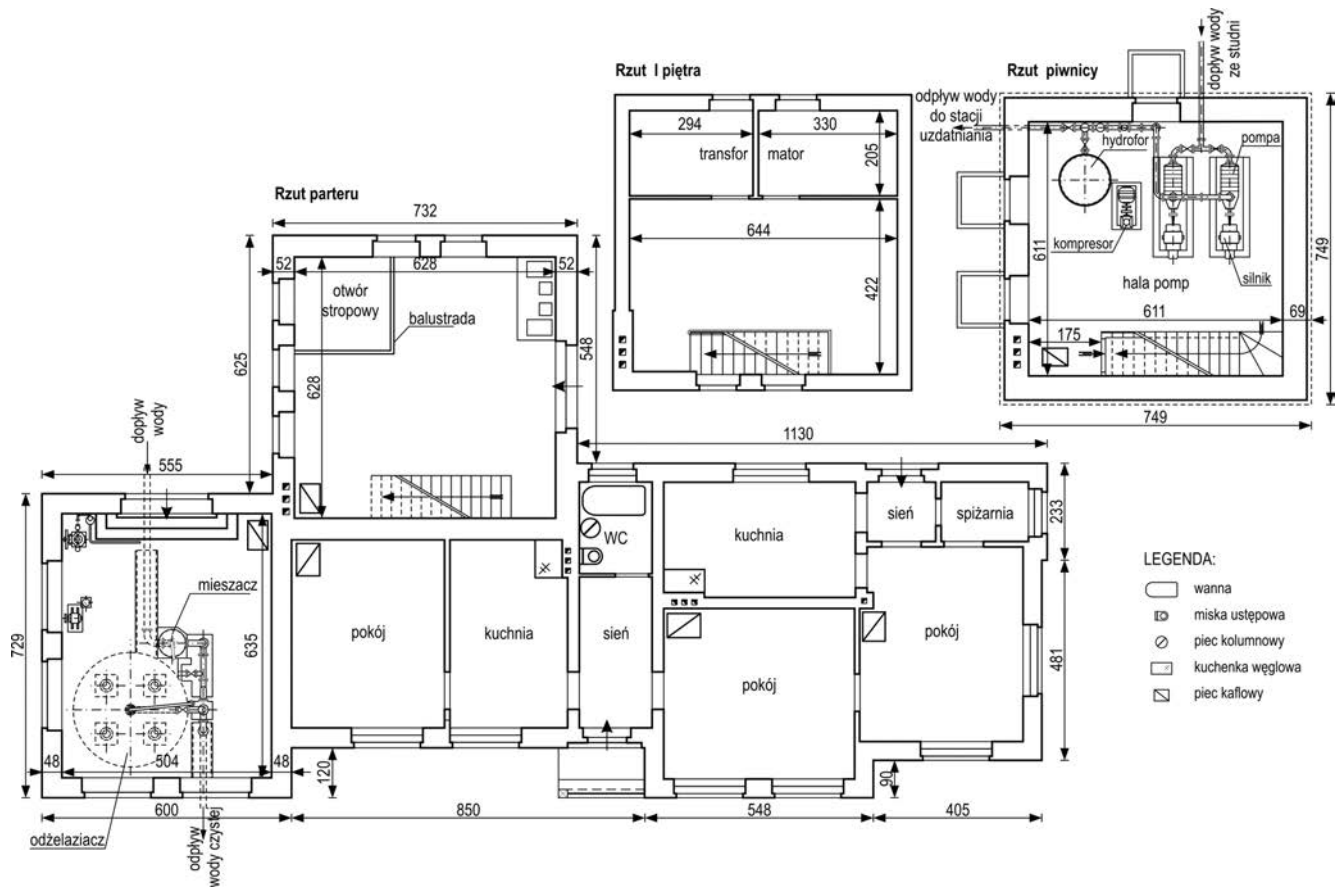 Rzut I piętra
294
330
transfor
mator
205
644
422
Rzut piwnicy
dopływ wody
ze studni
odpływ wody
do stacji
uzdatniania
hydrofor
pompa
kompresor
611
hala pomp
silnik
611
69
175
749
749
Rzut parteru
732
52
628
52
otwór
stropowy
balustrada
625
628
548
dopływ
wody
555
1130
WC
kuchnia
sień
spiżarnia
233
mieszacz
729
635
pokój
kuchnia
sień
pokój
pokój
481
48
504
48
120
90
600
850
548
405
odżelaziacz
odpływ
wody czystej
LEGENDA:
wanna
miska ustępowa
piec kolumnowy
kuchenka węglowa
piec kaflowy